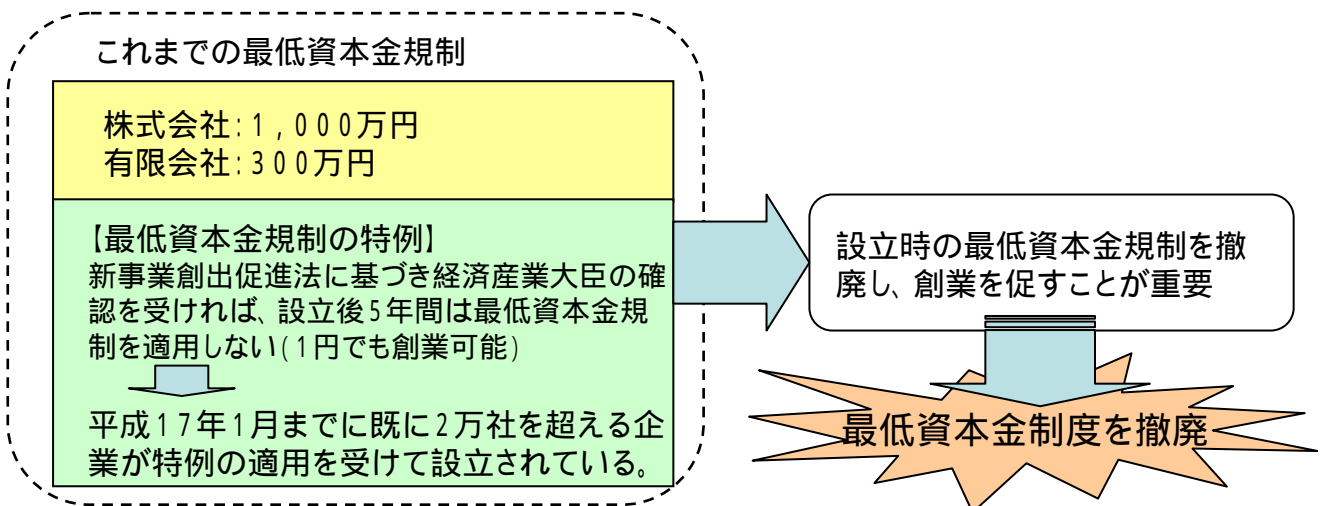 これまでの最低資本金規制
株式会社:1,000万円
有限会社:300万円
【最低資本金規制の特例】
新事業創出促進法に基づき経済産業大臣の確
認を受ければ、設立後5年間は最低資本金規
制を適用しない(1円でも創業可能)
平成17年1月までに既に2万社を超える企
業が特例の適用を受けて設立されている。
設立時の最低資本金規制を撤
廃し、創業を促すことが重要
最低資本金制度を撤廃